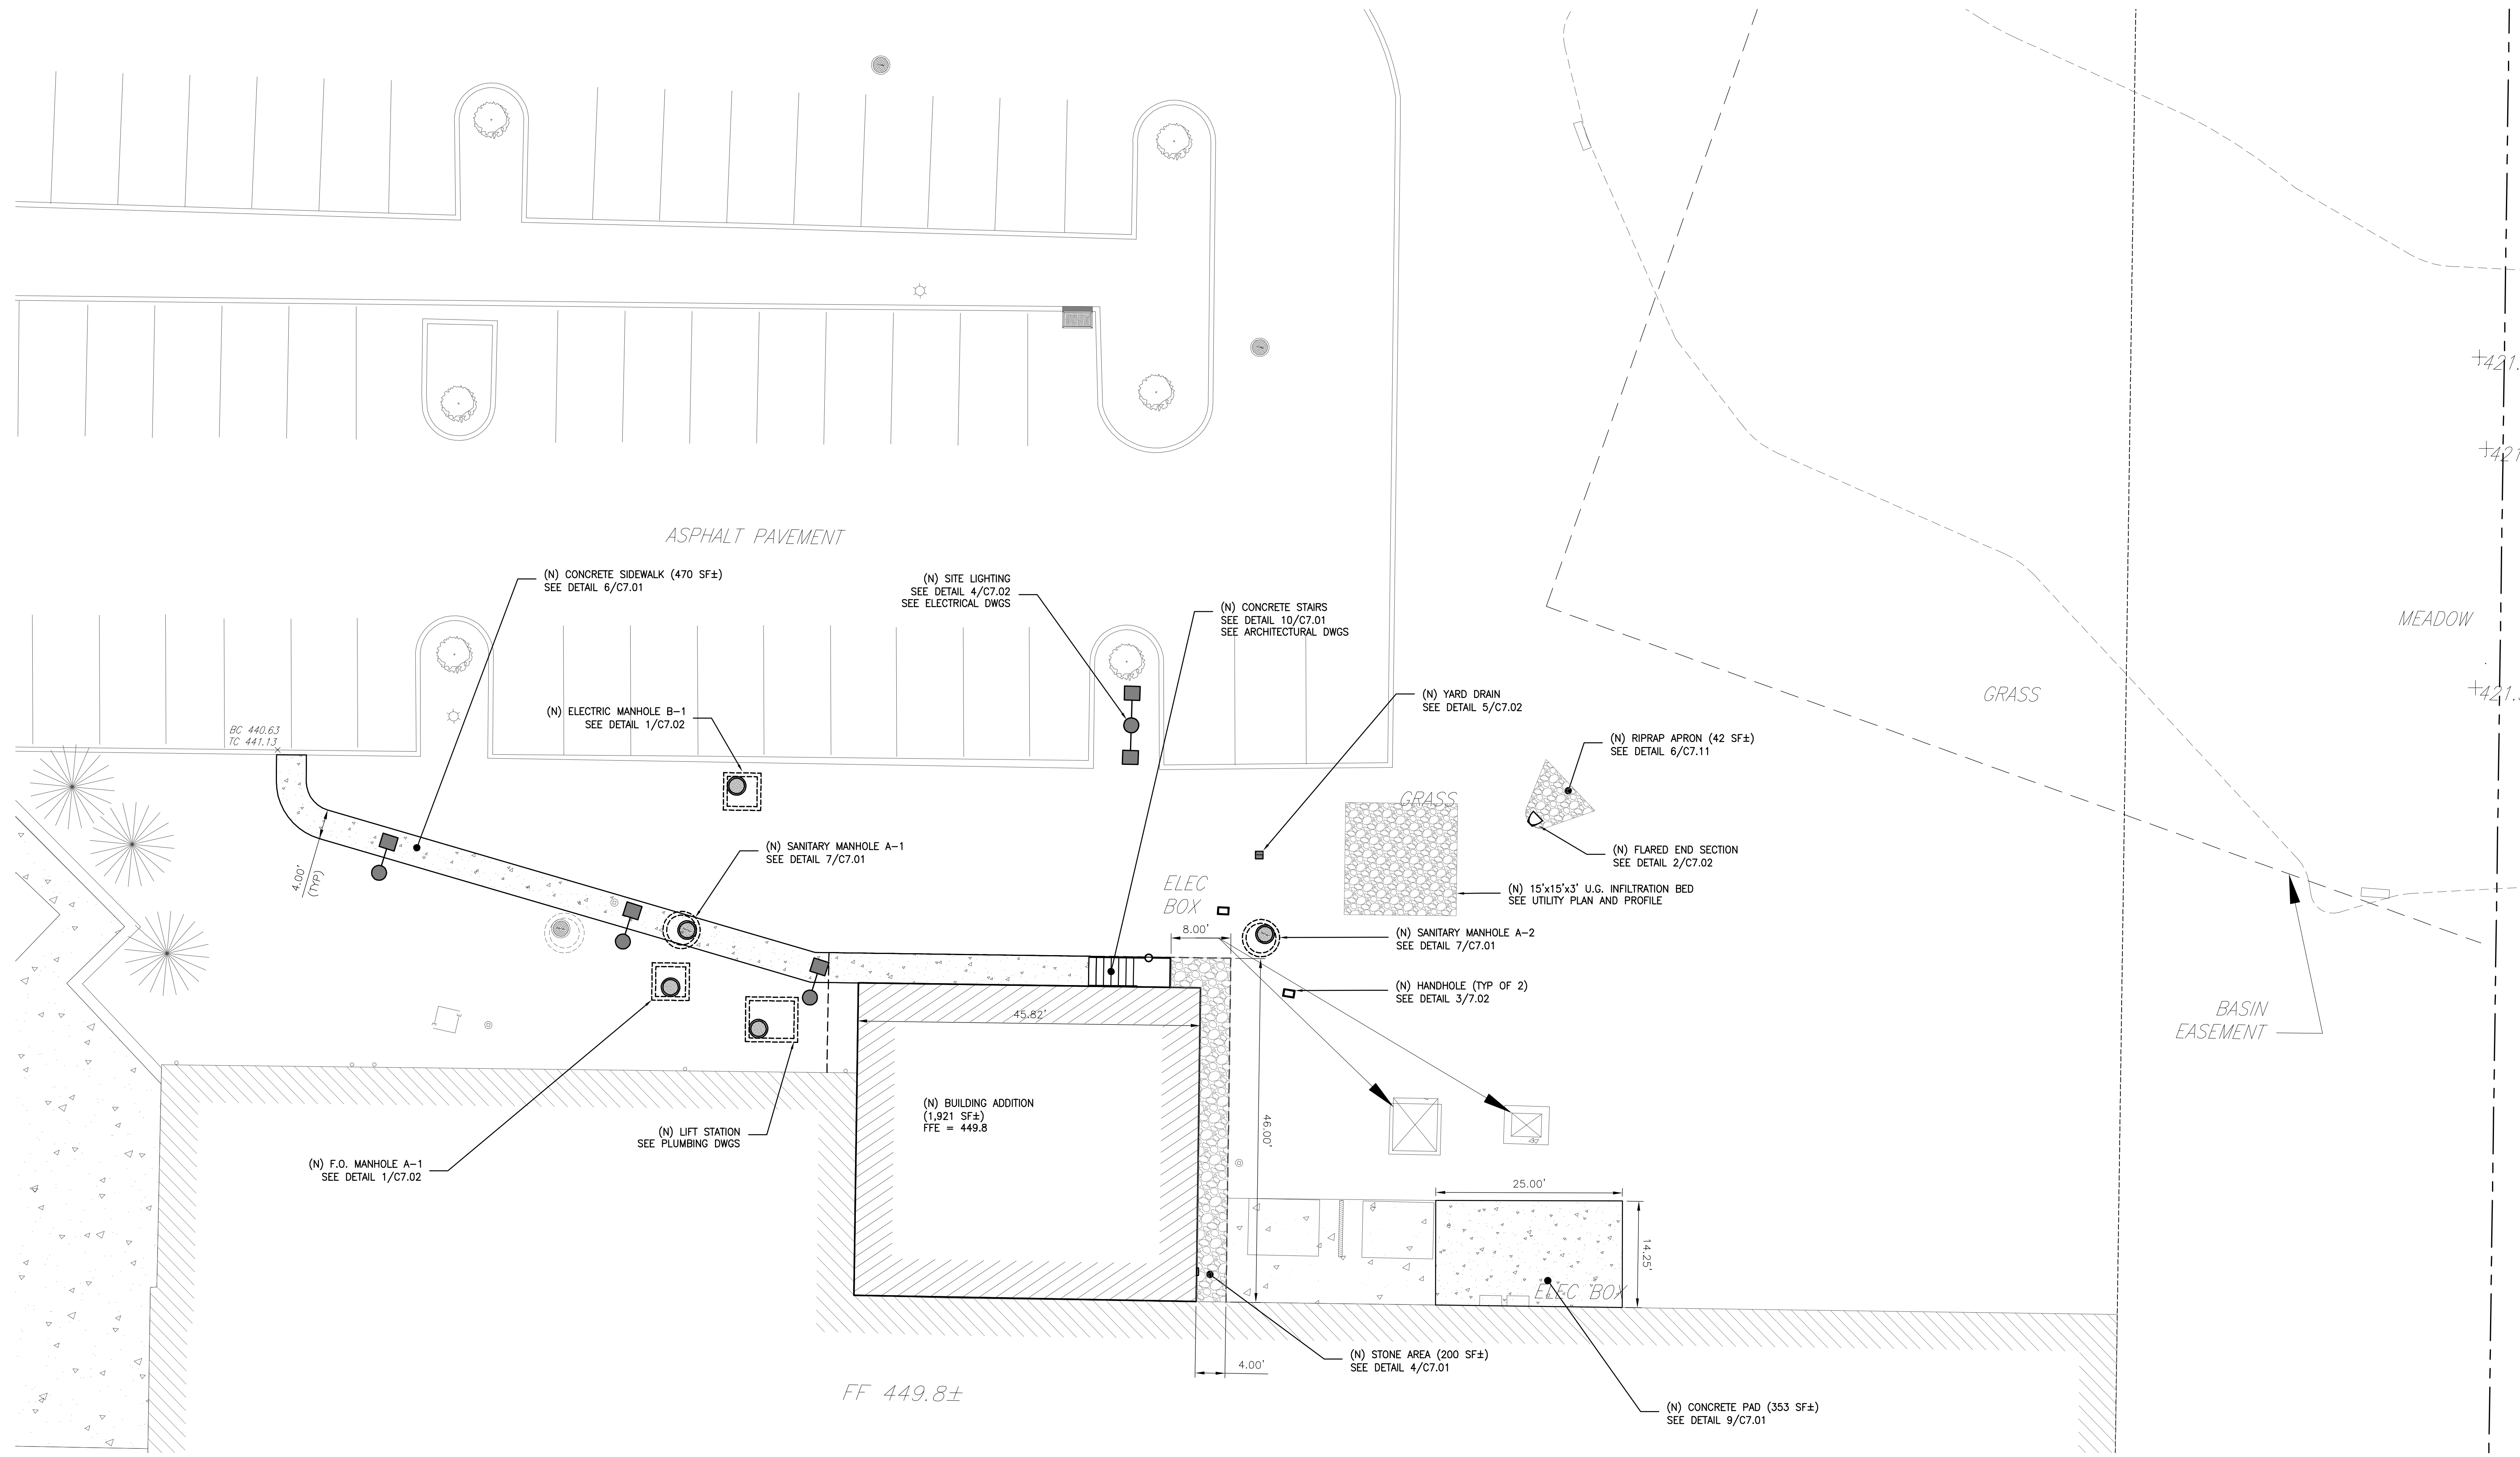 ASPHALT PAVEMENT
(N) CONCRETE SIDEWALK (470 SF±)
SEE DETAIL 6/C7.01
(N) SITE LIGHTING
SEE DETAIL 4/C7.02
SEE ELECTRICAL DWGS
(N) CONCRETE STAIRS
SEE DETAIL 10/C7.01
SEE ARCHITECTURAL DWGS
(N) ELECTRIC MANHOLE B-1
SEE DETAIL 1/C7.02
(N) YARD DRAIN
SEE DETAIL 5/C7.02
(N) RIPRAP APRON (42 SF±)
SEE DETAIL 6/C7.11
BC 440.63
TC 441.13
+421.
+421
+421.
MEADOW
GRASS
GRASS
(N) SANITARY MANHOLE A-1
SEE DETAIL 7/C7.01
(N) FLARED END SECTION
SEE DETAIL 2/C7.02
4.00'
(TYP)
ELEC
BOX
(N) 15'x15'x3' U.G. INFILTRATION BED
SEE UTILITY PLAN AND PROFILE
8.00'
(N) SANITARY MANHOLE A-2
SEE DETAIL 7/C7.01
(N) HANDHOLE (TYP OF 2)
SEE DETAIL 3/7.02
BASIN
EASEMENT
45.82'
46.00'
(N) BUILDING ADDITION
(1,921 SF±)
FFE = 449.8
(N) LIFT STATION
SEE PLUMBING DWGS
(N) F.O. MANHOLE A-1
SEE DETAIL 1/C7.02
25.00'
14.25'
ELEC BOX
(N) STONE AREA (200 SF±)
SEE DETAIL 4/C7.01
4.00'
FF 449.8±
(N) CONCRETE PAD (353 SF±)
SEE DETAIL 9/C7.01